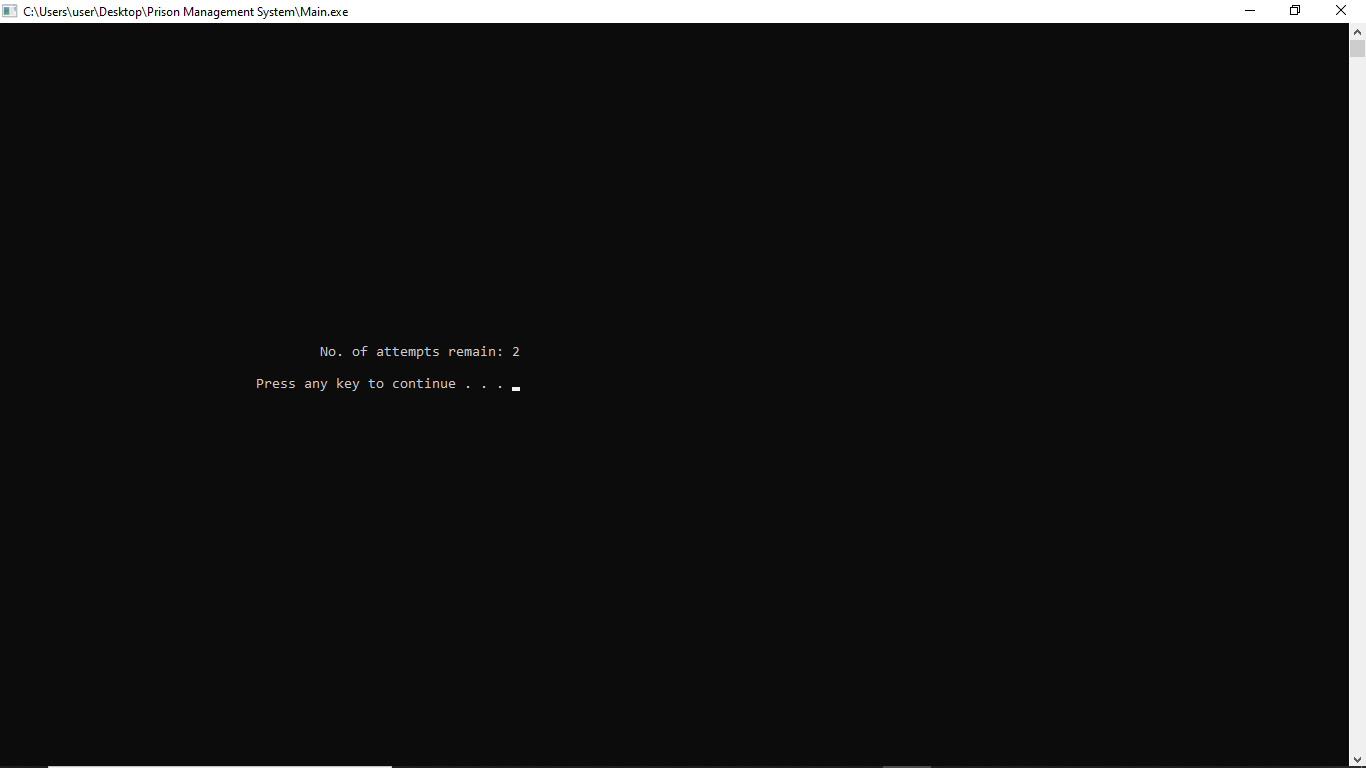 C:\Users\user\Desktop\Prison Management System\Main.exe
No. of attempts remain: 2
Press any key to continue . . .